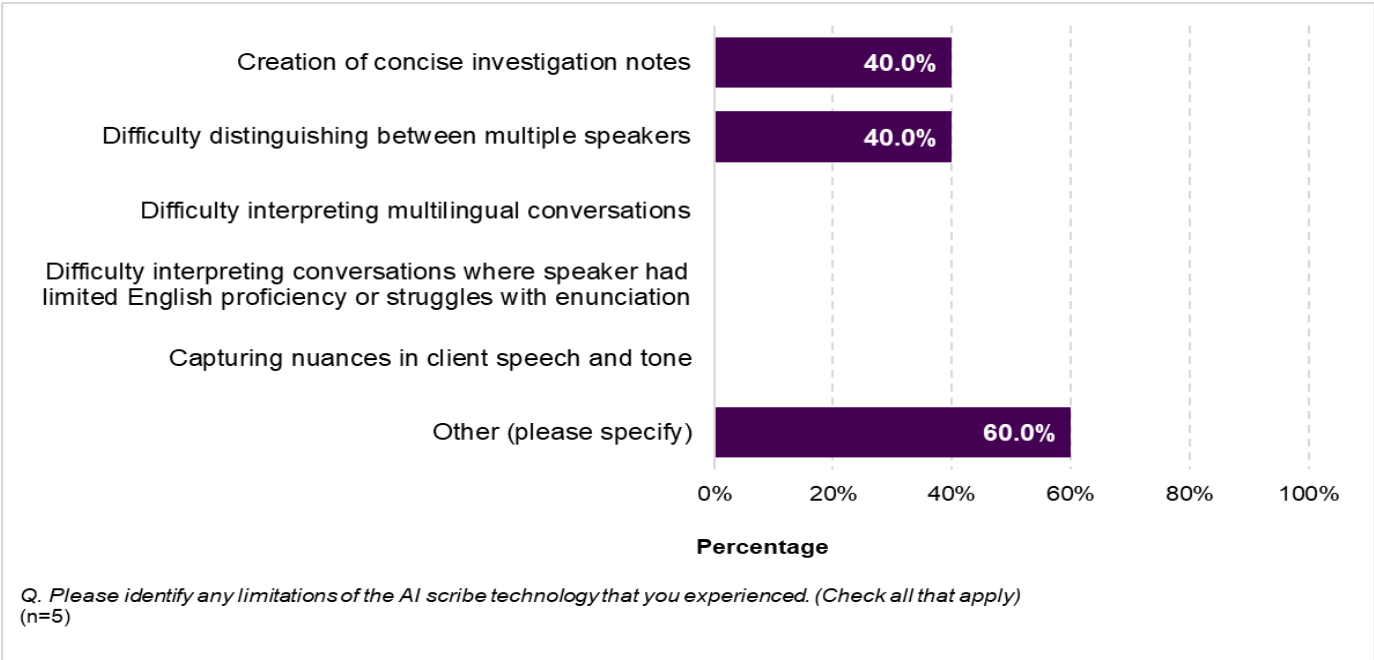 Creation of concise investigation notes
40.0%
Difficulty distinguishing between multiple speakers
40.0%
Difficulty interpreting multilingual conversations
Difficulty interpreting conversations where speaker had
limited English proficiency or struggles with enunciation
Capturing nuances in client speech and tone
Other (please specify)
60.0%
0% 20% 40% 60% 80% 100%
Percentage
Q. Please identify any limitations of the AI scribe technology that you experienced. (Check all that apply)
(n=5)